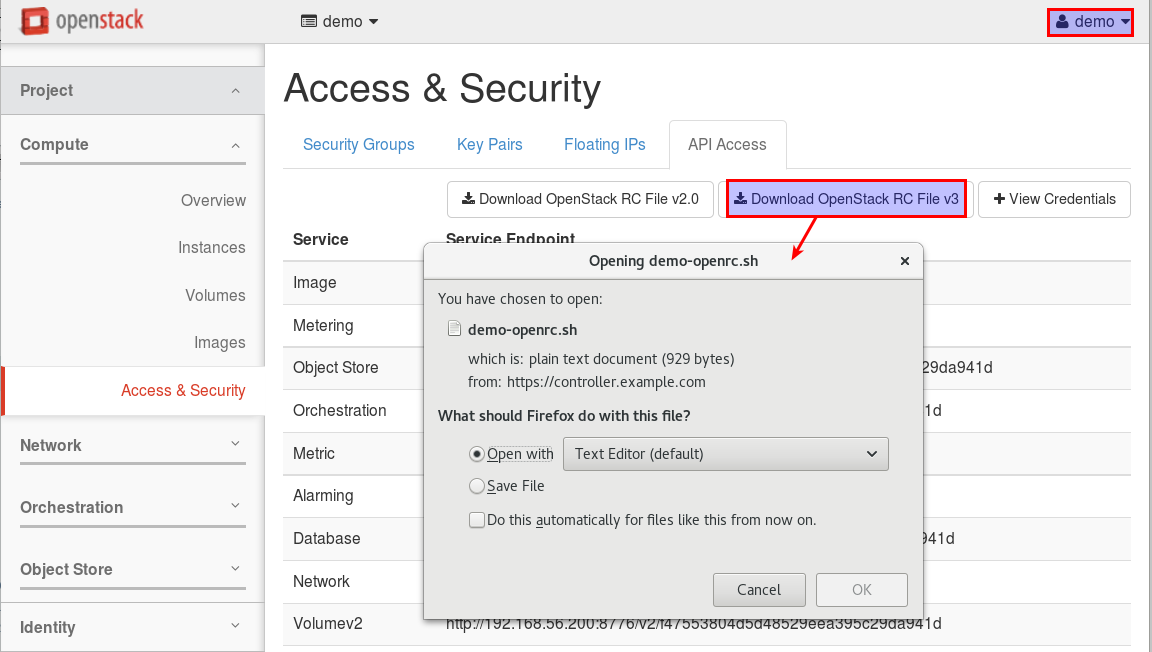 openstack demo demo
Project
Access & Security
Compute
Security Groups Key Pairs Floating IPs API Access
Overview
Download OpenStack RC File v2.0 Download OpenStack RC File v3 + View Credentials
Service Service Endpoint
Instances
Opening demo-openrc.sh ×
Image
Volumes
You have chosen to open:
Metering
demo-openrc.sh
Images
which is: plain text document (929 bytes)
Object Store 29da941d
from: https://controller.example.com
Access & Security
Orchestration 1d
What should Firefox do with this file?
Network
Metric
Open with Text Editor (default)
Save File
Alarming
Orchestration
Do this automatically for files like this from now on.
Database 941d
Object Store
Network
Cancel OK
Identity
Volumev2 http://192.168.56.200:8776/v2/f47553804d5d48529eea395c29da941d